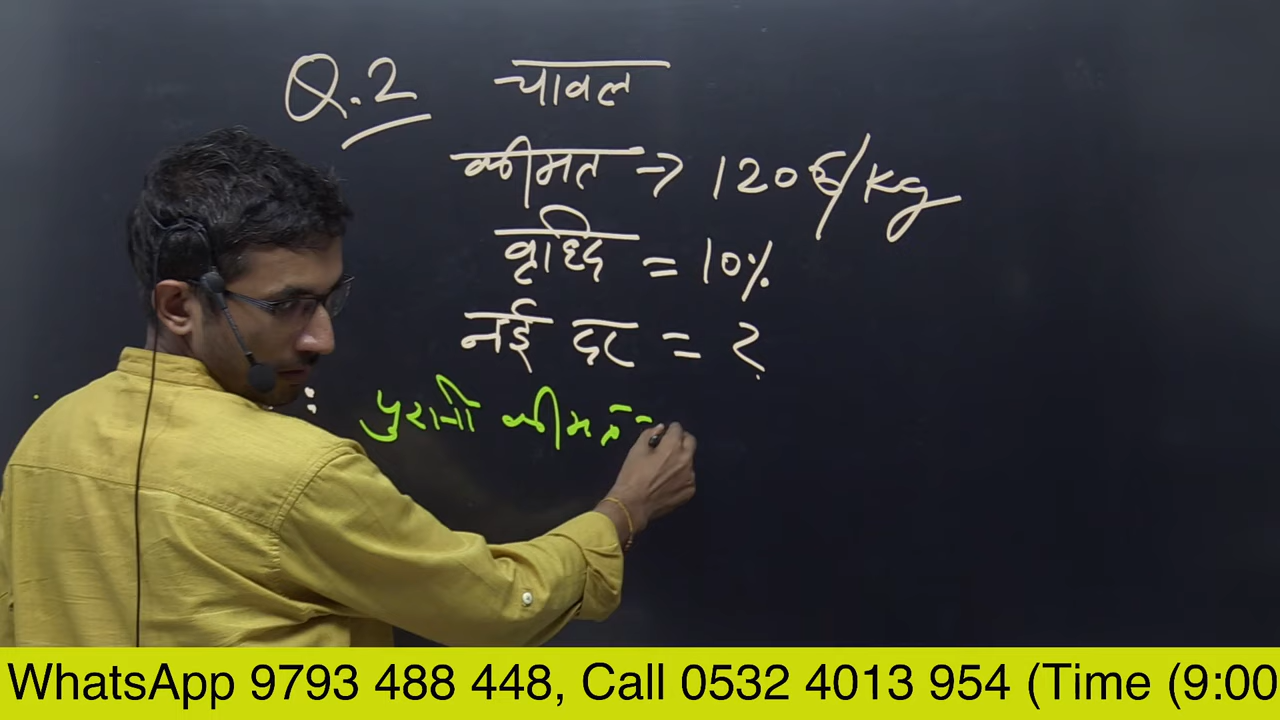 Q.2 चावल
कीमत → 120 ₹/kg
वृद्धि = 10%
नई दर = ?
: पुरानी कीमत =
WhatsApp 9793 488 448, Call 0532 4013 954 (Time (9:00